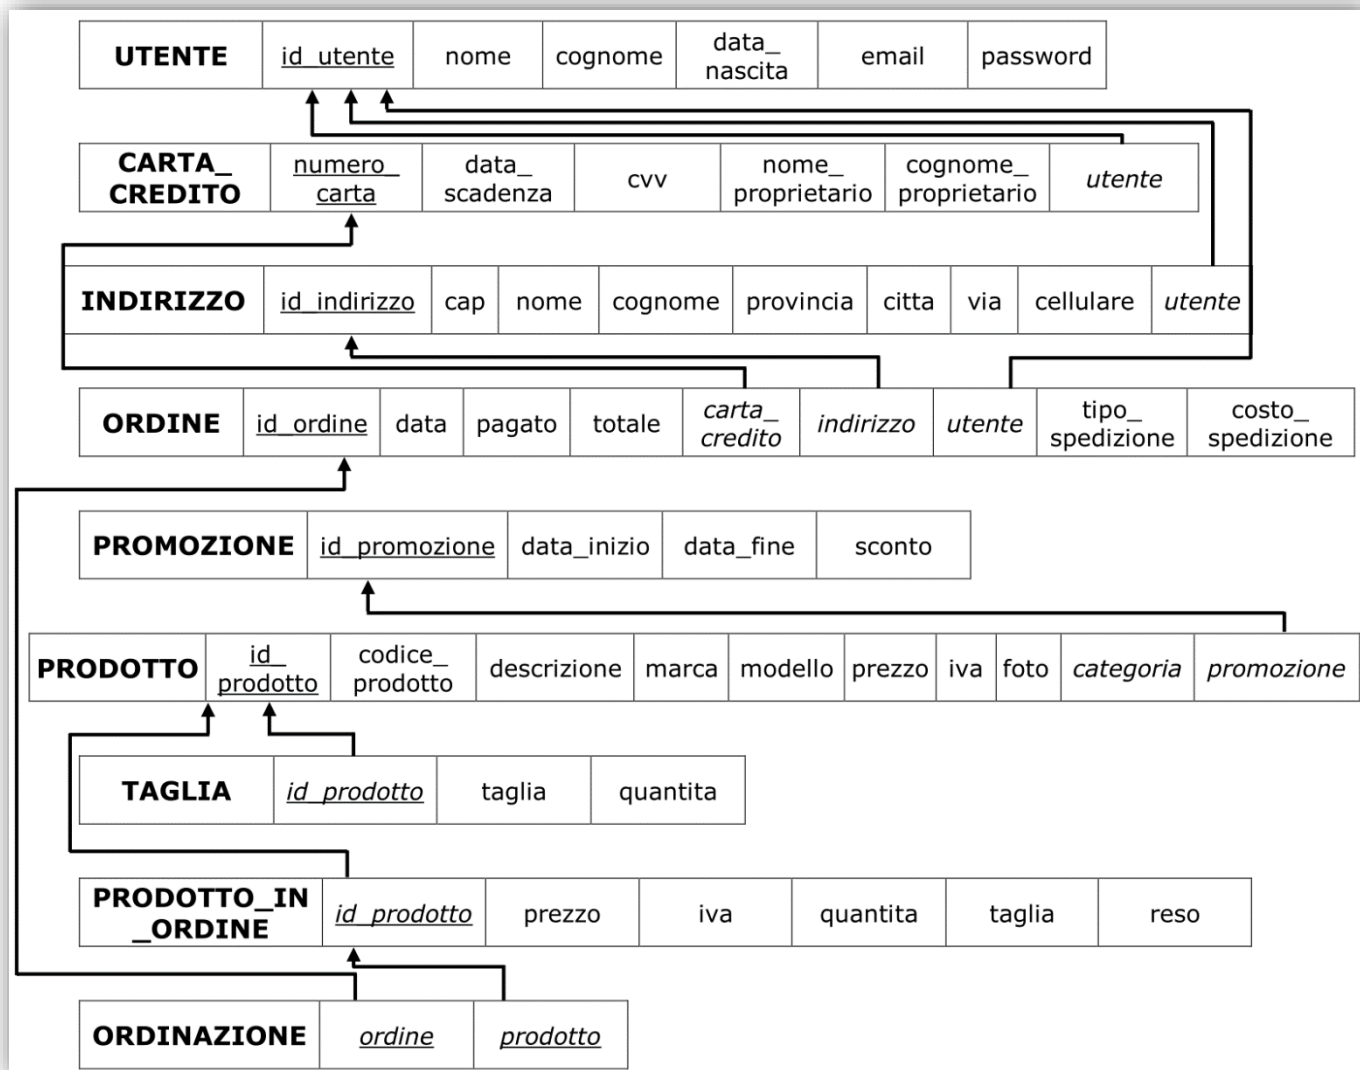 UTENTE id_utente nome cognome data_ nascita email password
CARTA_ CREDITO numero_ carta data_ scadenza cvv nome_ proprietario cognome_ proprietario utente
INDIRIZZO id_indirizzo cap nome cognome provincia citta via cellulare utente
ORDINE id_ordine data pagato totale carta_ credito indirizzo utente tipo_ spedizione costo_ spedizione
PROMOZIONE id_promozione data_inizio data_fine sconto
PRODOTTO id_ prodotto codice_ prodotto descrizione marca modello prezzo iva foto categoria promozione
TAGLIA id_prodotto taglia quantita
PRODOTTO_IN _ORDINE id_prodotto prezzo iva quantita taglia reso
ORDINAZIONE ordine prodotto